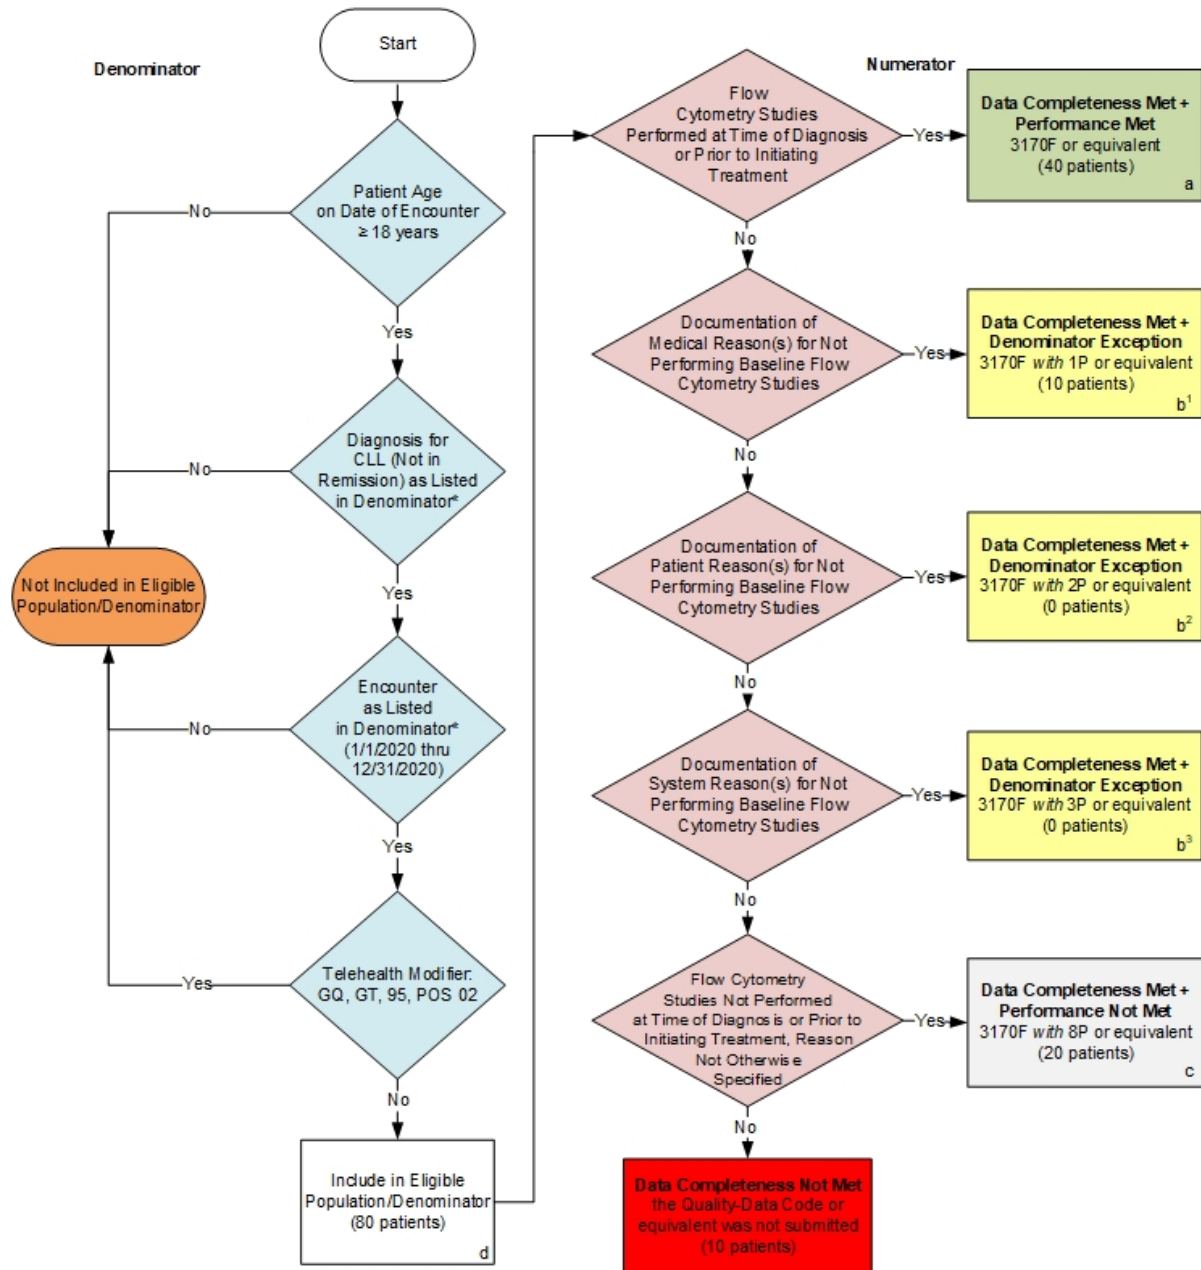 Start
Denominator
Patient Age
on Date of Encounter
≥ 18 years
No
Yes
Diagnosis for
CLL (Not in
Remission) as Listed
in Denominator*
No
Not Included in Eligible
Population/Denominator
Yes
Encounter
as Listed
in Denominator*
(1/1/2020 thru
12/31/2020)
No
Yes
Telehealth Modifier:
GQ, GT, 95, POS 02
Yes
No
Include in Eligible
Population/Denominator
(80 patients)
d
Numerator
Flow
Cytometry Studies
Performed at Time of Diagnosis
or Prior to Initiating
Treatment
Yes
Data Completeness Met +
Performance Met
3170F or equivalent
(40 patients)
a
No
Documentation of
Medical Reason(s) for Not
Performing Baseline Flow
Cytometry Studies
Yes
Data Completeness Met +
Denominator Exception
3170F with 1P or equivalent
(10 patients)
b¹
No
Documentation of
Patient Reason(s) for Not
Performing Baseline Flow
Cytometry Studies
Yes
Data Completeness Met +
Denominator Exception
3170F with 2P or equivalent
(0 patients)
b²
No
Documentation of
System Reason(s) for Not
Performing Baseline Flow
Cytometry Studies
Yes
Data Completeness Met +
Denominator Exception
3170F with 3P or equivalent
(0 patients)
b³
No
Flow Cytometry
Studies Not Performed
at Time of Diagnosis or Prior to
Initiating Treatment, Reason
Not Otherwise
Specified
Yes
Data Completeness Met +
Performance Not Met
3170F with 8P or equivalent
(20 patients)
c
No
Data Completeness Not Met
the Quality-Data Code or
equivalent was not submitted
(10 patients)